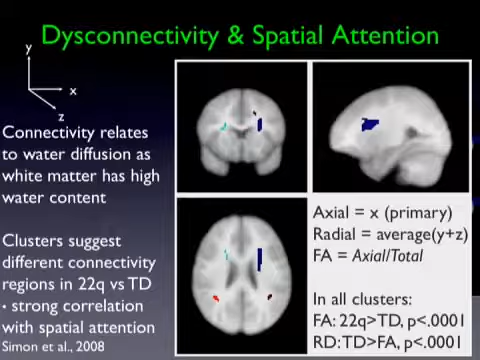 Dysconnectivity & Spatial Attention
y
x
z
Connectivity relates
to water diffusion as
white matter has high
water content
Clusters suggest
different connectivity
regions in 22q vs TD
• strong correlation
with spatial attention
Simon et al., 2008
Axial = x (primary)
Radial = average(y+z)
FA = Axial/Total
In all clusters:
FA: 22q>TD, p<.0001
RD: TD>FA, p<.0001